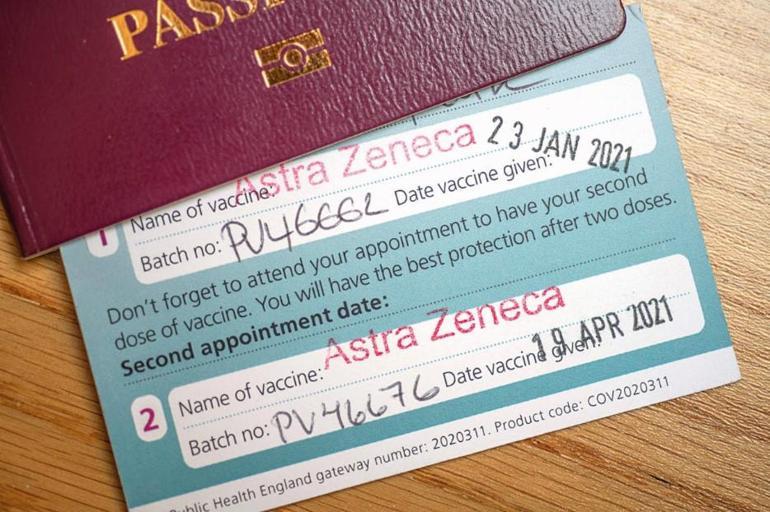 PASS
Astra Zeneca 23 JAN 2021
1 Name of vaccine: Date vaccine given:
Batch no: PV46662
Don't forget to attend your appointment to have your second
dose of vaccine. You will have the best protection after two doses.
Second appointment date:
Astra Zeneca 19 APR 2021
2 Name of vaccine: Date vaccine given:
Batch no: PV46676
Public Health England gateway number: 2020311. Product code: COV2020311